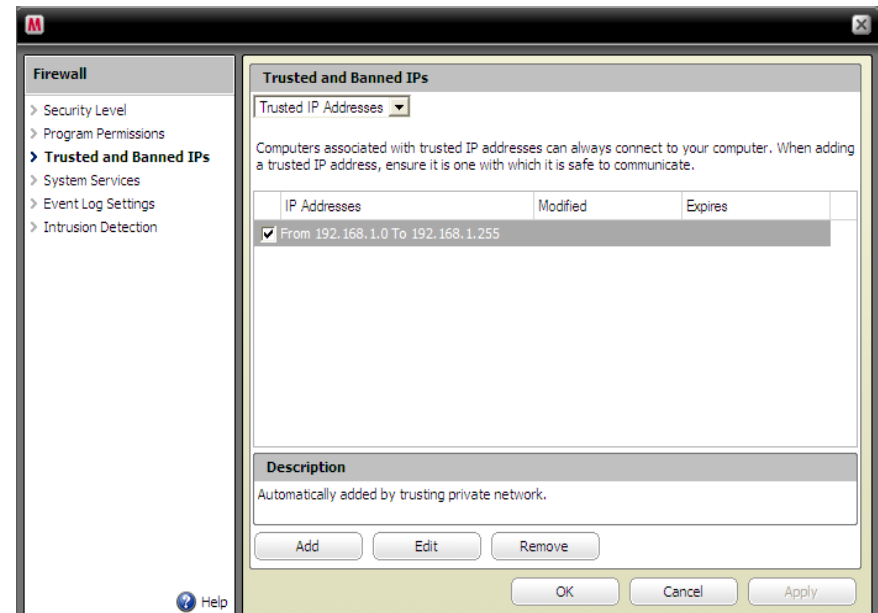 M
Firewall
Security Level
Program Permissions
Trusted and Banned IPs
System Services
Event Log Settings
Intrusion Detection
Help
Trusted and Banned IPs
Trusted IP Addresses
Computers associated with trusted IP addresses can always connect to your computer. When adding
a trusted IP address, ensure it is one with which it is safe to communicate.
IP Addresses Modified Expires
From 192.168.1.0 To 192.168.1.255
Description
Automatically added by trusting private network.
Add Edit Remove
OK Cancel Apply